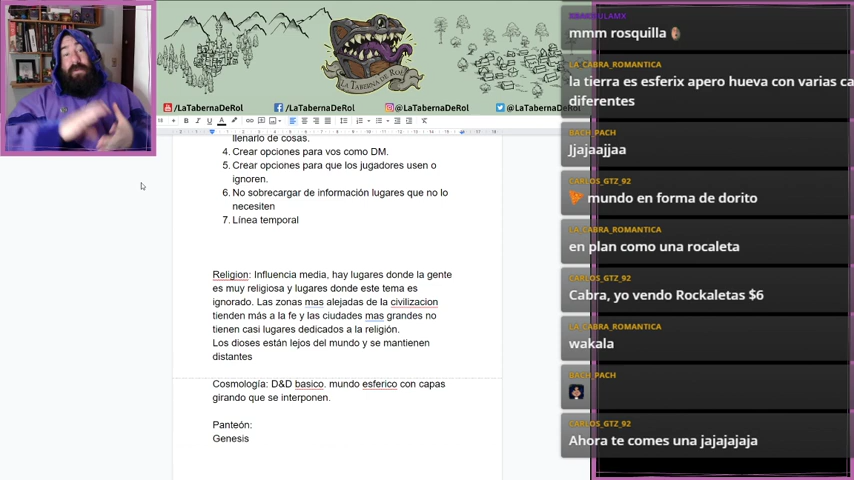 LA TABERNA DE ROL
/LaTabernaDeRol
/LaTabernaDeRol
@LaTabernaDeRol
/LaTabernaDeRol
llenarlo de cosas.
4. Crear opciones para vos como DM.
5. Crear opciones para que los jugadores usen o
ignoren.
6. No sobrecargar de información lugares que no lo
necesiten
7. Línea temporal
Religion: Influencia media, hay lugares donde la gente
es muy religiosa y lugares donde este tema es
ignorado. Las zonas mas alejadas de la civilizacion
tienden más a la fe y las ciudades mas grandes no
tienen casi lugares dedicados a la religión.
Los dioses están lejos del mundo y se mantienen
distantes
Cosmología: D&D basico. mundo esferico con capas
girando que se interponen.
Panteón:
Genesis
mmm rosquilla
LA_CABRA_ROMANTICA
la tierra es esferix apero hueva con varias ca
diferentes
BACH_PACH
Jjajaajjaa
CARLOS_GTZ_92
mundo en forma de dorito
LA_CABRA_ROMANTICA
en plan como una rocaleta
CARLOS_GTZ_92
Cabra, yo vendo Rockaletas $6
LA_CABRA_ROMANTICA
wakala
BACH_PACH
CARLOS_GTZ_92
Ahora te comes una jajajajaja